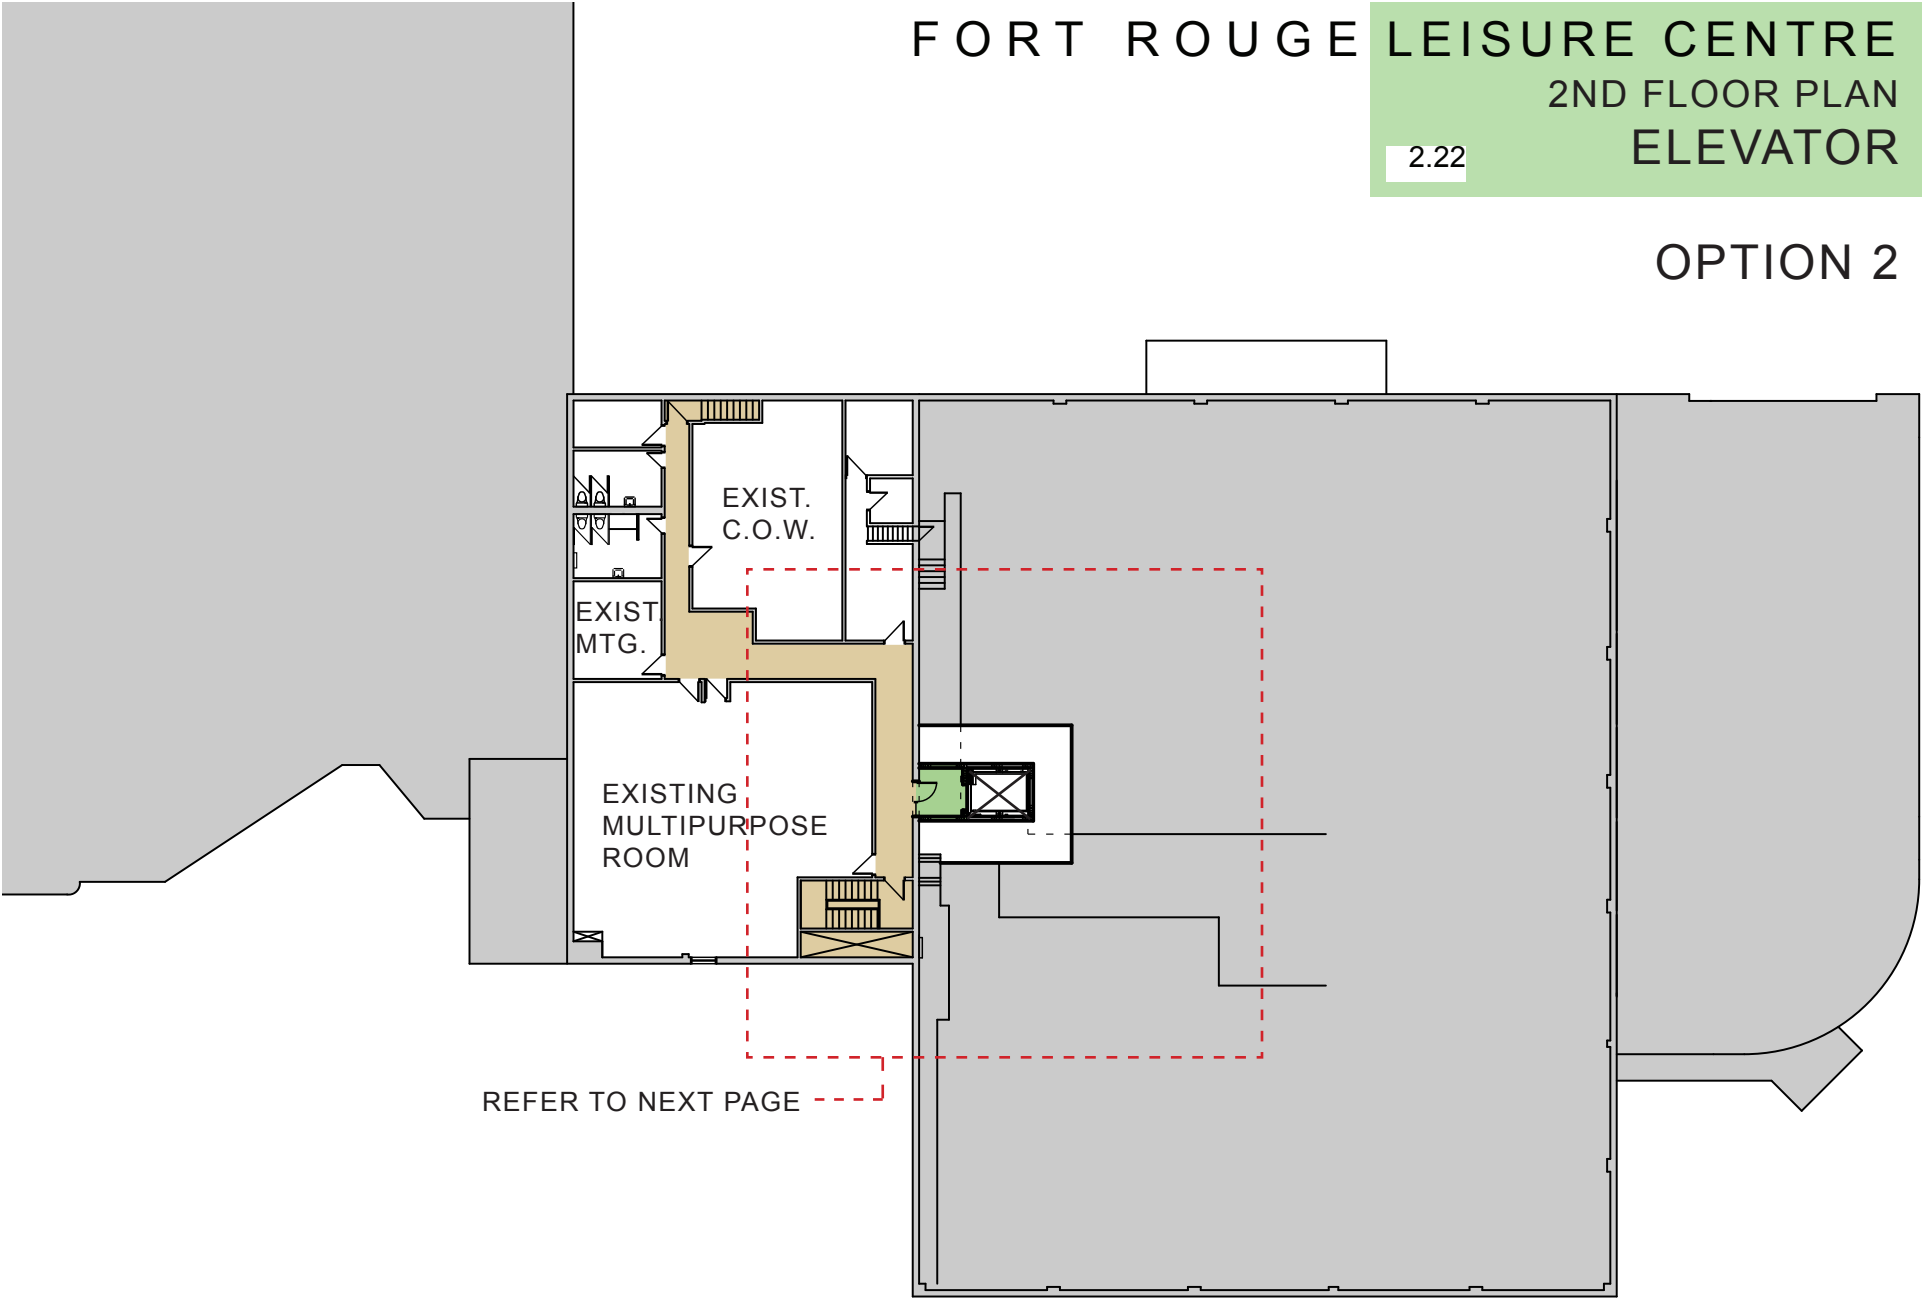 FORT ROUGE LEISURE CENTRE
2ND FLOOR PLAN
ELEVATOR
2.22
OPTION 2
EXIST.
C.O.W.
EXIST.
MTG.
EXISTING
MULTIPURPOSE
ROOM
REFER TO NEXT PAGE